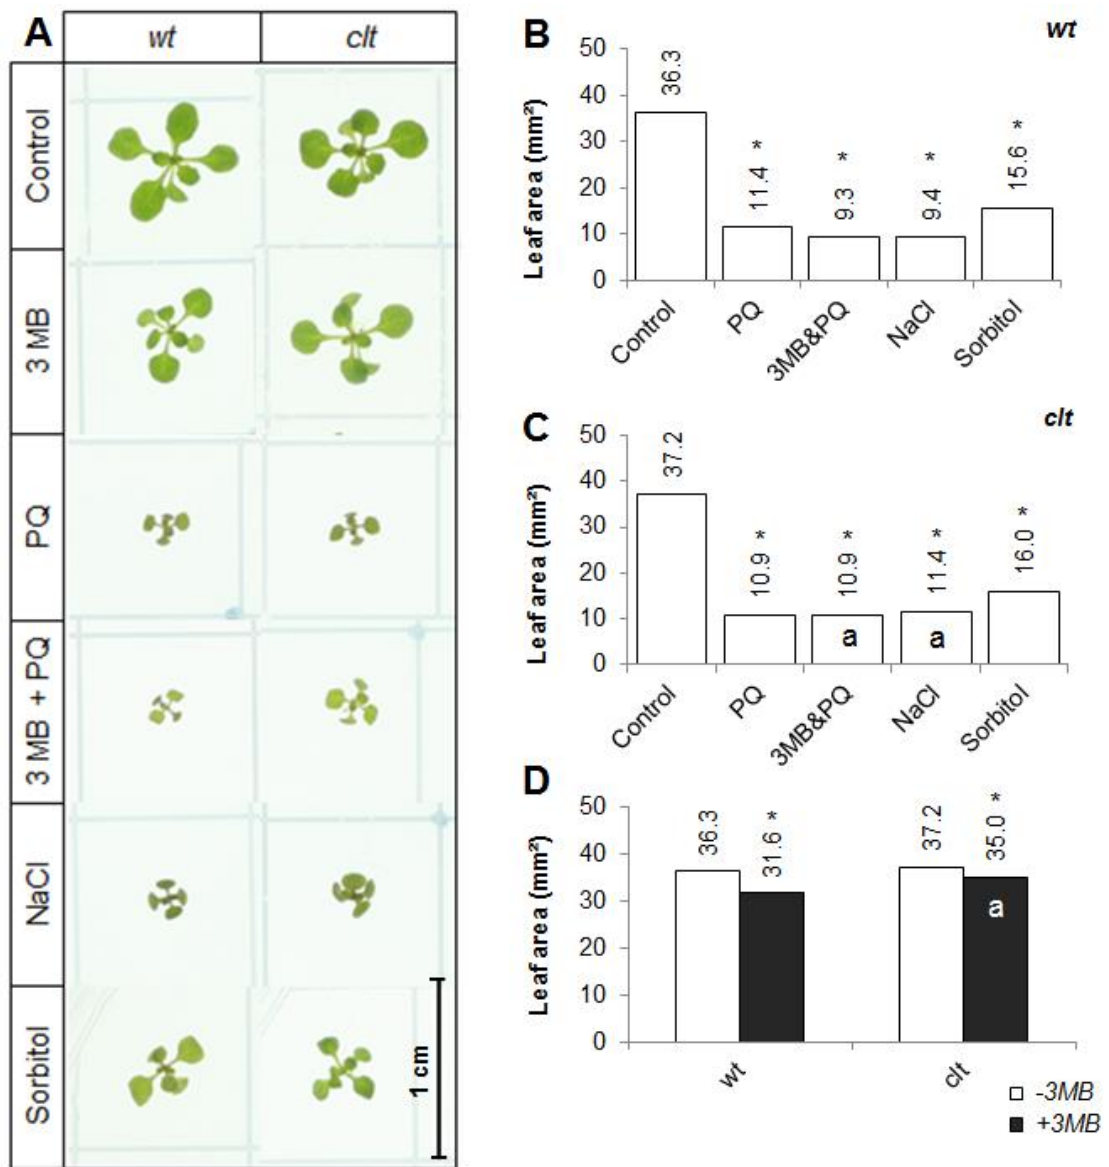 A
wt
clt
Control
3 MB
PQ
3 MB + PQ
NaCl
Sorbitol
1 cm
B
wt
Leaf area (mm²)
50
40
30
20
10
0
36.3
11.4 *
9.3 *
9.4 *
15.6 *
Control
PQ
3MB&PQ
NaCl
Sorbitol
C
clt
Leaf area (mm²)
50
40
30
20
10
0
37.2
10.9 *
10.9 *
11.4 *
16.0 *
a
a
Control
PQ
3MB&PQ
NaCl
Sorbitol
D
Leaf area (mm²)
50
40
30
20
10
0
36.3
31.6 *
37.2
35.0 *
a
wt
clt
-3MB
+3MB